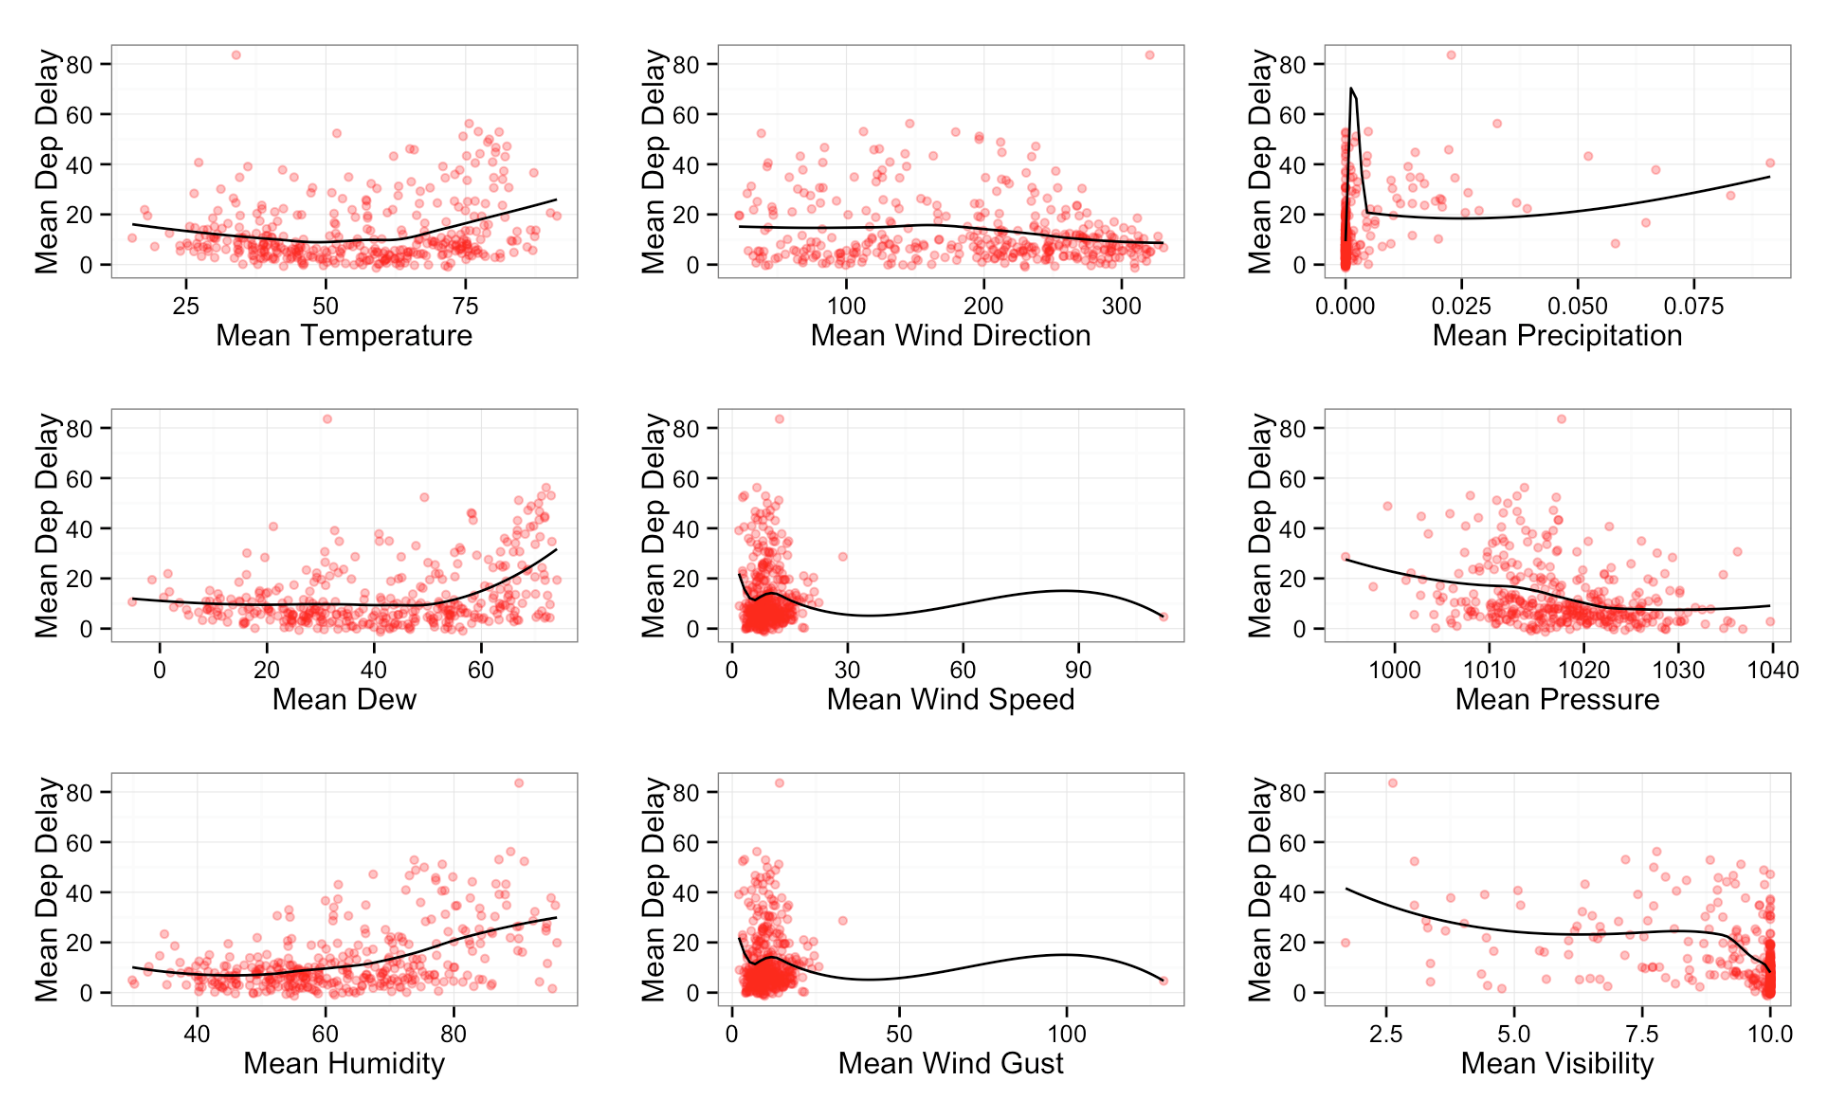 Mean Dep Delay
80
60
40
20
0
25 50 75
Mean Temperature
Mean Dep Delay
80
60
40
20
0
100 200 300
Mean Wind Direction
Mean Dep Delay
80
60
40
20
0
0.000 0.025 0.050 0.075
Mean Precipitation
Mean Dep Delay
80
60
40
20
0
0 20 40 60
Mean Dew
Mean Dep Delay
80
60
40
20
0
0 30 60 90
Mean Wind Speed
Mean Dep Delay
80
60
40
20
0
1000 1010 1020 1030 1040
Mean Pressure
Mean Dep Delay
80
60
40
20
0
40 60 80
Mean Humidity
Mean Dep Delay
80
60
40
20
0
0 50 100
Mean Wind Gust
Mean Dep Delay
80
60
40
20
0
2.5 5.0 7.5 10.0
Mean Visibility